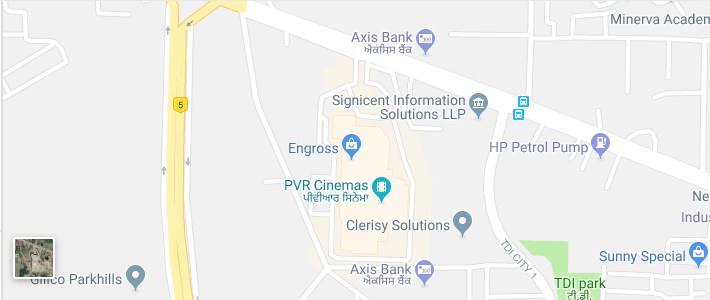 Minerva Academ
Axis Bank
ਐਕਸਿਸ ਬੈਂਕ
5
Signicent Information
Solutions LLP
Engross
HP Petrol Pump
PVR Cinemas
ਪੀਵੀਆਰ ਸਿਨੇਮਾ
Ne
Indus
Clerisy Solutions
TDI CITY 1
Sunny Special
Axis Bank
ਐਕਸਿਸ ਬੈਂਕ
Gillco Parkhills
TDI park
ਟੀ.ਡੀ.